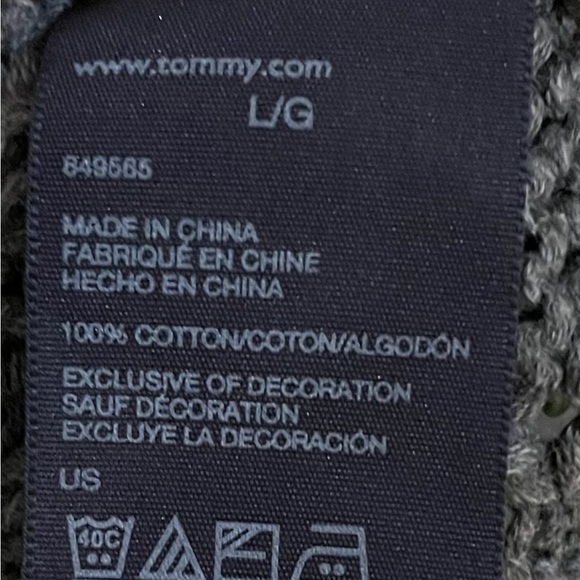 www.tommy.com
L/G
849565
MADE IN CHINA
FABRIQUÉ EN CHINE
HECHO EN CHINA
100% COTTON/COTON/ALGODÓN
EXCLUSIVE OF DECORATION
SAUF DÉCORATION
EXCLUYE LA DECORACIÓN
US
40C